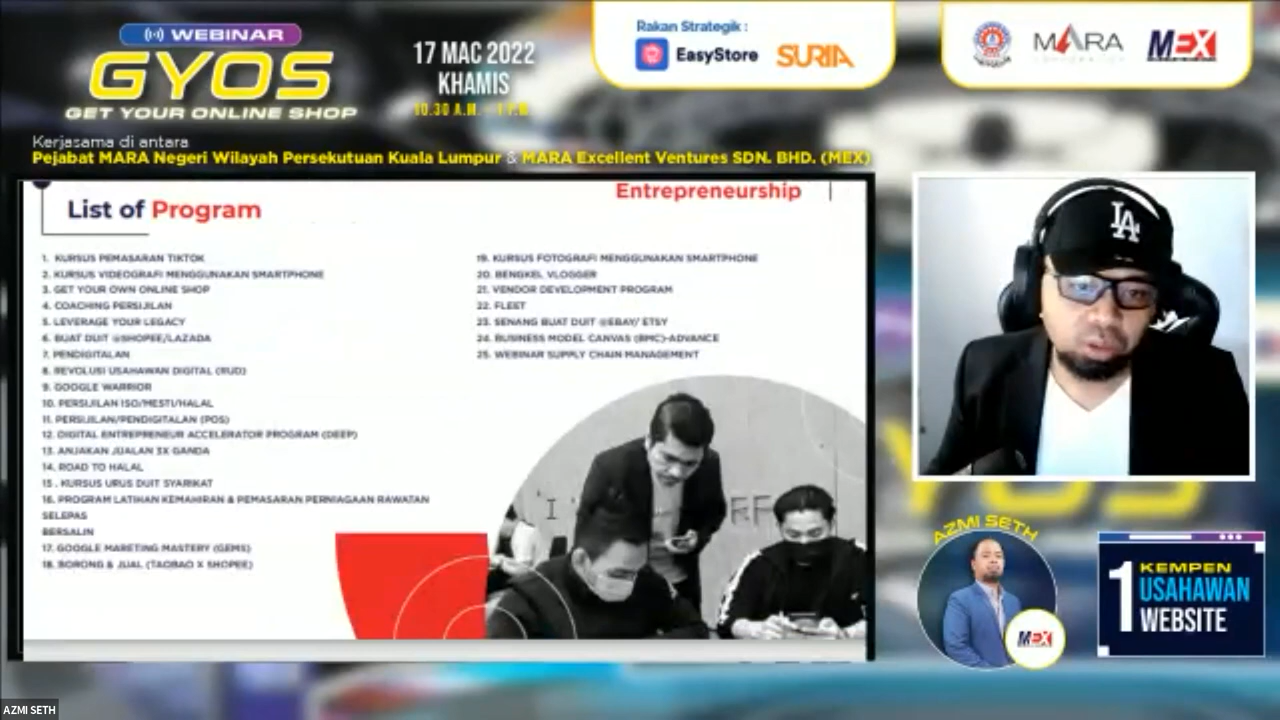 WEBINAR
GYOS
GET YOUR ONLINE SHOP
17 MAC 2022
KHAMIS
10.30 A.M. - 1 P.M.
Rakan Strategik :
EasyStore
SURIA
MARA
CORPORATION
MEX
Kerjasama di antara
Pejabat MARA Negeri Wilayah Persekutuan Kuala Lumpur & MARA Excellent Ventures SDN. BHD. (MEX)
Entrepreneurship
List of Program
1. KURSUS PEMASARAN TIKTOK
2. KURSUS VIDEOGRAFI MENGGUNAKAN SMARTPHONE
3. GET YOUR OWN ONLINE SHOP
4. COACHING PERSIJILAN
5. LEVERAGE YOUR LEGACY
6. BUAT DUIT @SHOPEE/LAZADA
7. PENDIGITALAN
8. REVOLUSI USAHAWAN DIGITAL (RUD)
9. GOOGLE WARRIOR
10. PERSIJILAN ISO/MESTI/HALAL
11. PERSIJILAN/PENDIGITALAN (POS)
12. DIGITAL ENTREPRENEUR ACCELERATOR PROGRAM (DEEP)
13. ANJAKAN JUALAN 3X GANDA
14. ROAD TO HALAL
15 . KURSUS URUS DUIT SYARIKAT
16. PROGRAM LATIHAN KEMAHIRAN & PEMASARAN PERNIAGAAN RAWATAN
SELEPAS
BERSALIN
17. GOOGLE MARETING MASTERY (GEMS)
18. BORONG & JUAL (TAOBAO X SHOPEE)
19. KURSUS FOTOGRAFI MENGGUNAKAN SMARTPHONE
20. BENGKEL VLOGGER
21. VENDOR DEVELOPMENT PROGRAM
22. FLEET
23. SENANG BUAT DUIT @EBAY/ ETSY
24. BUSINESS MODEL CANVAS (BMC)-ADVANCE
25. WEBINAR SUPPLY CHAIN MANAGEMENT
LA
AZMI SETH
MEX
1
KEMPEN
USAHAWAN
WEBSITE
AZMI SETH